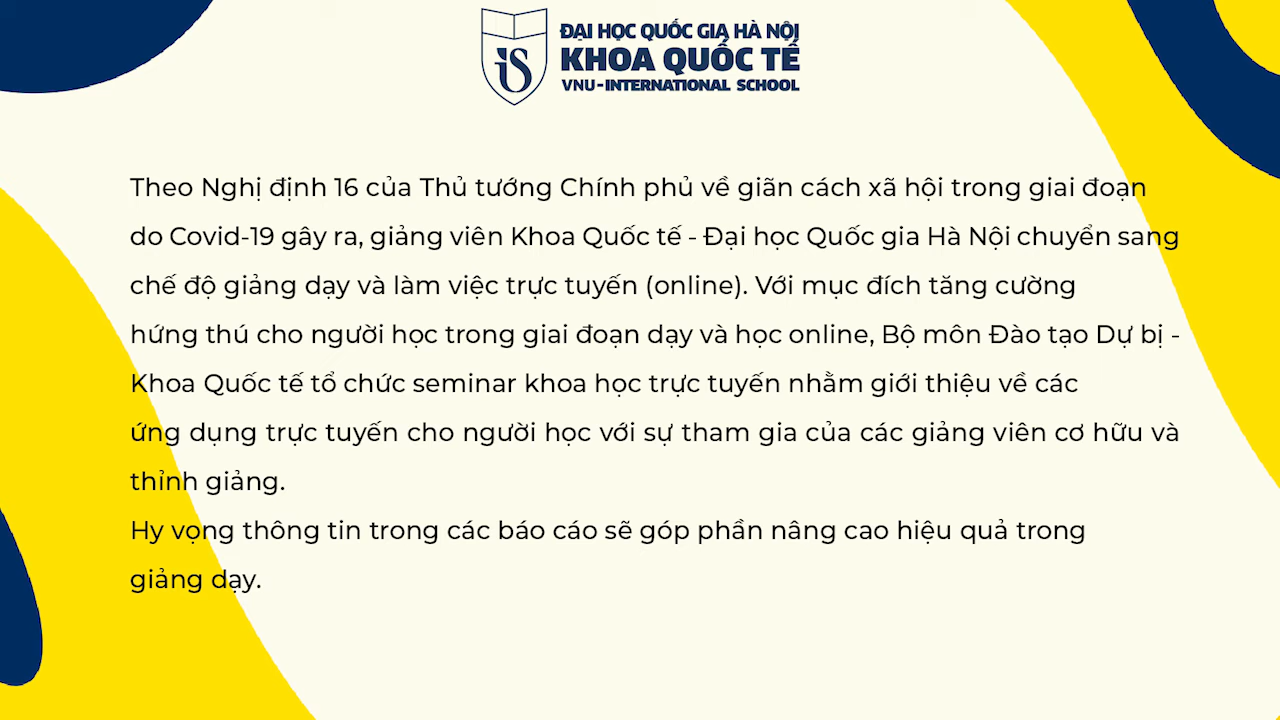 ĐẠI HỌC QUỐC GIA HÀ NỘI
KHOA QUỐC TẾ
VNU-INTERNATIONAL SCHOOL
iS
Theo Nghị định 16 của Thủ tướng Chính phủ về giãn cách xã hội trong giai đoạn
do Covid-19 gây ra, giảng viên Khoa Quốc tế - Đại học Quốc gia Hà Nội chuyển sang
chế độ giảng dạy và làm việc trực tuyến (online). Với mục đích tăng cường
hứng thú cho người học trong giai đoạn dạy và học online, Bộ môn Đào tạo Dự bị -
Khoa Quốc tế tổ chức seminar khoa học trực tuyến nhằm giới thiệu về các
ứng dụng trực tuyến cho người học với sự tham gia của các giảng viên cơ hữu và
thỉnh giảng.
Hy vọng thông tin trong các báo cáo sẽ góp phần nâng cao hiệu quả trong
giảng dạy.